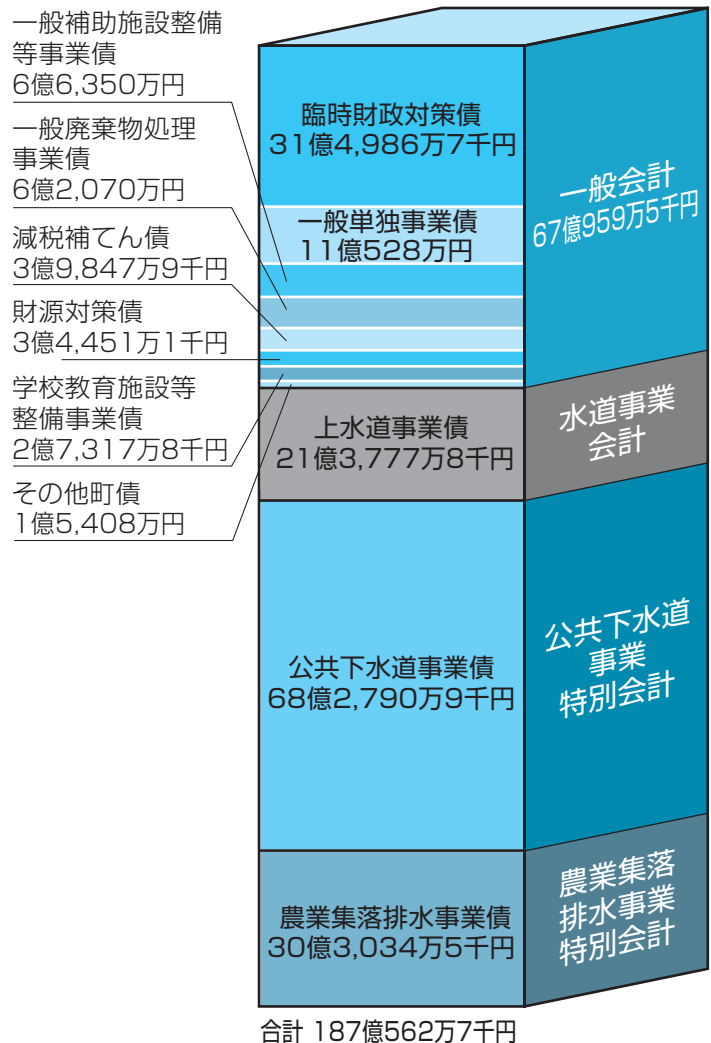 一般補助施設整備
等事業債
6億6,350万円
一般廃棄物処理
事業債
6億2,070万円
減税補てん債
3億9,847万9千円
財源対策債
3億4,451万1千円
学校教育施設等
整備事業債
2億7,317万8千円
その他町債
1億5,408万円
臨時財政対策債
31億4,986万7千円
一般単独事業債
11億528万円
上水道事業債
21億3,777万8千円
公共下水道事業債
68億2,790万9千円
農業集落排水事業債
30億3,034万5千円
一般会計
67億959万5千円
水道事業
会計
公共下水道
事業
特別会計
農業集落
排水事業
特別会計
合計 187億562万7千円